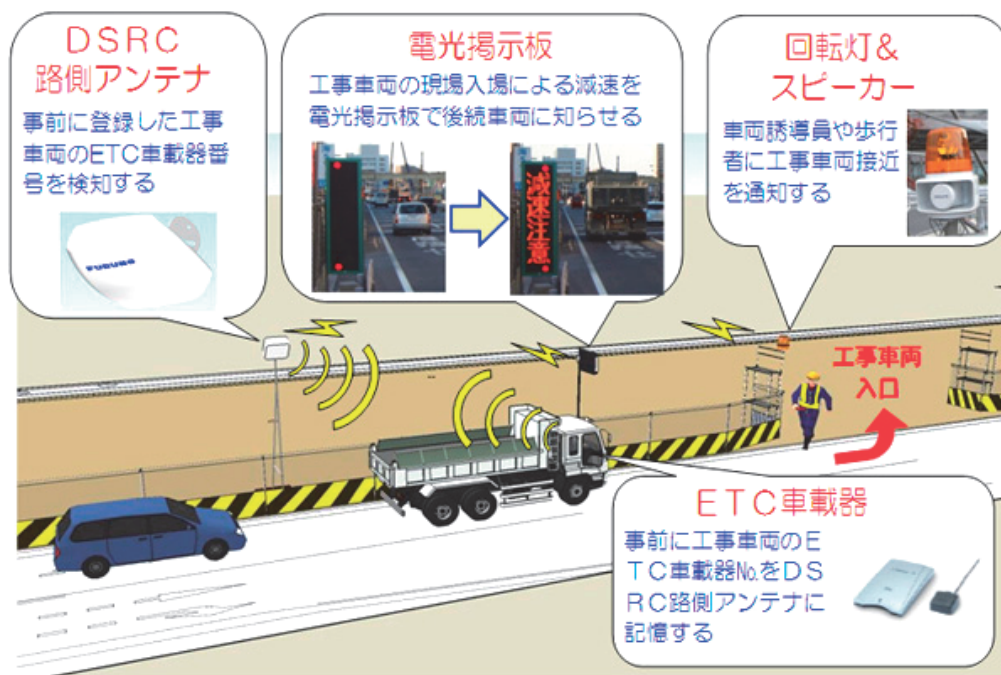 DSRC
路側アンテナ
事前に登録した工事
車両のETC車載器番
号を検知する
FURUNO
電光掲示板
工事車両の現場入場による減速を
電光掲示板で後続車両に知らせる
減速注意
回転灯&
スピーカー
車両誘導員や歩行
者に工事車両接近
を通知する
工事車両
入口
ETC車載器
事前に工事車両のE
TC車載器№をDS
RC路側アンテナに
記憶する